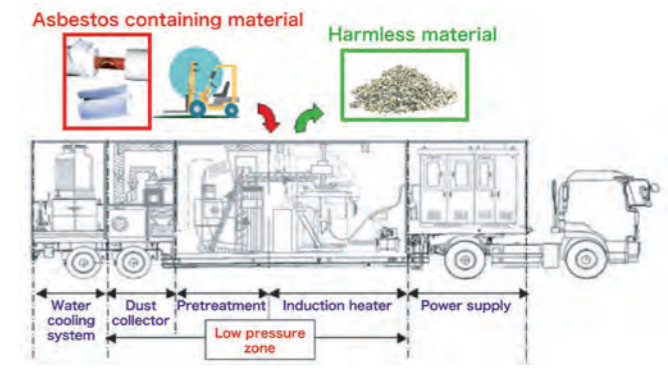 Asbestos containing material
Harmless material
Water
cooling
system
Dust
collector
Pretreatment
Induction heater
Power supply
Low pressure
zone